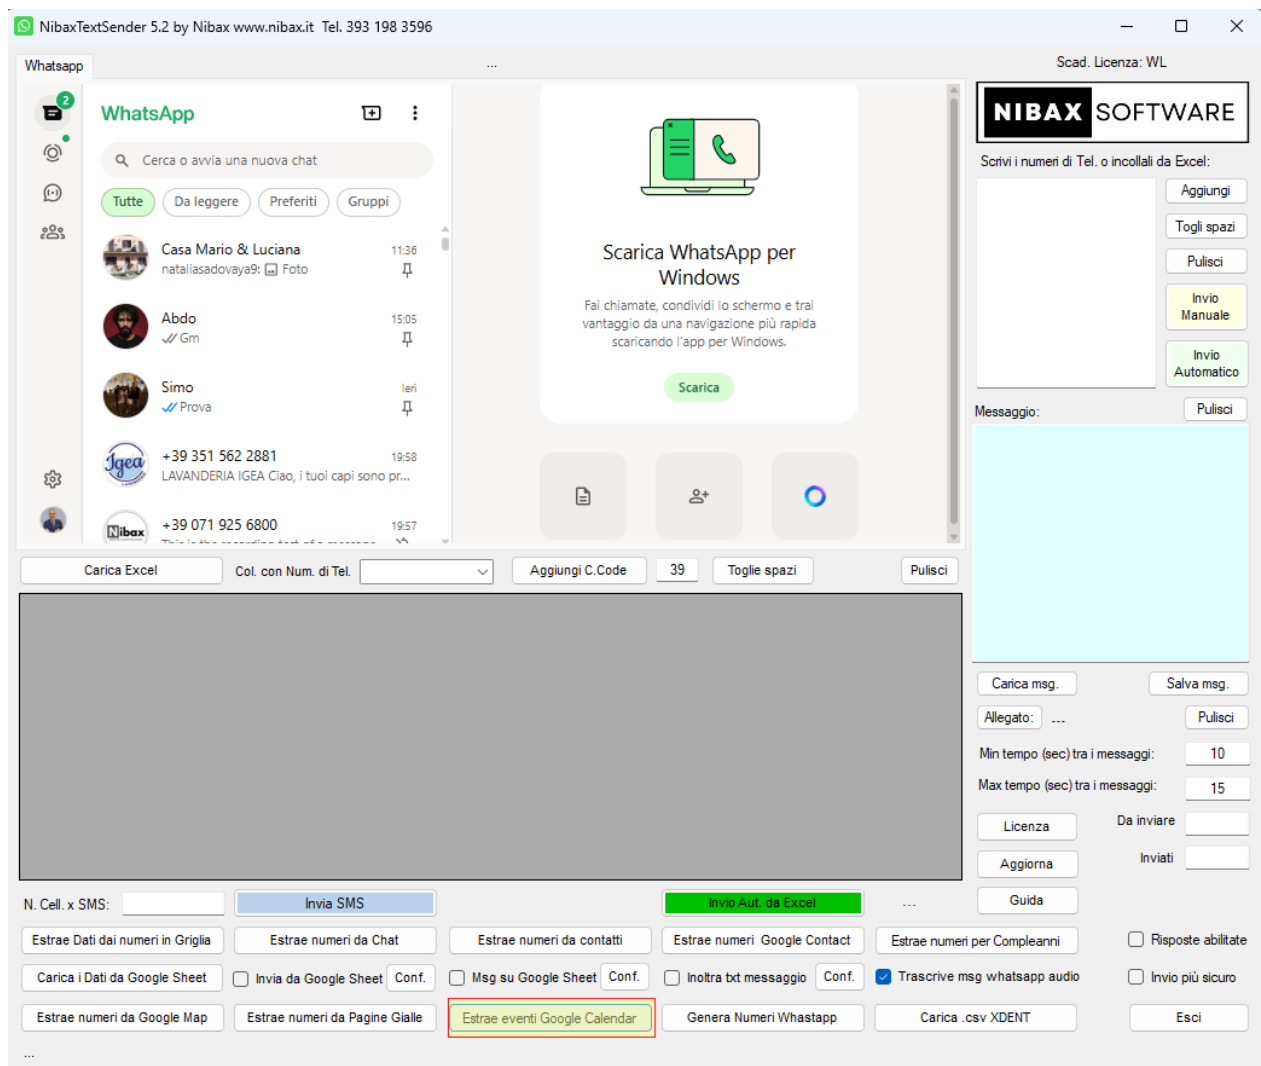 NibaxTextSender 5.2 by Nibax www.nibax.it Tel. 393 198 3596
Whatsapp
...
Scad. Licenza: WL
2
WhatsApp
Cerca o avvia una nuova chat
Tutte Da leggere Preferiti Gruppi
Casa Mario & Luciana 11:36
nataliasadovaya9: Foto
Abdo 15:05
Gm
Simo Ieri
Prova
Igea
+39 351 562 2881 19:58
LAVANDERIA IGEA Ciao, i tuoi capi sono pr...
Nibax
+39 071 925 6800 19:57
This is the recording text of a message
Scarica WhatsApp per
Windows
Fai chiamate, condividi lo schermo e trai
vantaggio da una navigazione più rapida
scaricando l'app per Windows.
Scarica
NIBAX SOFTWARE
Scrivi i numeri di Tel. o incollali da Excel:
Aggiungi
Togli spazi
Pulisci
Invio
Manuale
Invio
Automatico
Messaggio: Pulisci
Carica Excel Col. con Num. di Tel. Aggiungi C.Code 39 Toglie spazi Pulisci
Carica msg. Salva msg.
Allegato: ... Pulisci
Min tempo (sec) tra i messaggi: 10
Max tempo (sec) tra i messaggi: 15
Licenza Da inviare
Aggiorna Inviati
Guida
N. Cell. x SMS: Invia SMS Invio Aut. da Excel ...
Estrae Dati dai numeri in Griglia Estrae numeri da Chat Estrae numeri da contatti Estrae numeri Google Contact Estrae numeri per Compleanni Risposte abilitate
Carica i Dati da Google Sheet Invia da Google Sheet Conf. Msg su Google Sheet Conf. Inoltra txt messaggio Conf. Trascrive msg whatsapp audio Invio più sicuro
Estrae numeri da Google Map Estrae numeri da Pagine Gialle Estrae eventi Google Calendar Genera Numeri Whastapp Carica .csv XDENT Esci
...